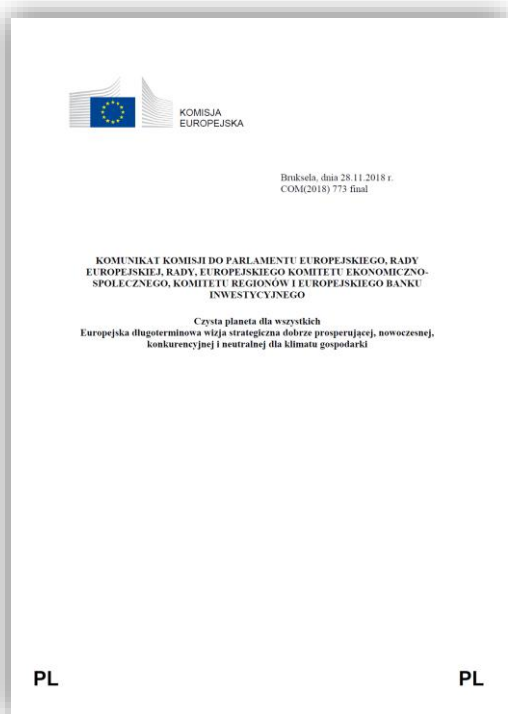 KOMISJA
EUROPEJSKA
Bruksela, dnia 28.11.2018 r.
COM(2018) 773 final
KOMUNIKAT KOMISJI DO PARLAMENTU EUROPEJSKIEGO, RADY
EUROPEJSKIEJ, RADY, EUROPEJSKIEGO KOMITETU EKONOMICZNO-
SPOŁECZNEGO, KOMITETU REGIONÓW I EUROPEJSKIEGO BANKU
INWESTYCYJNEGO
Czysta planeta dla wszystkich
Europejska długoterminowa wizja strategiczna dobrze prosperującej, nowoczesnej,
konkurencyjnej i neutralnej dla klimatu gospodarki
PL PL